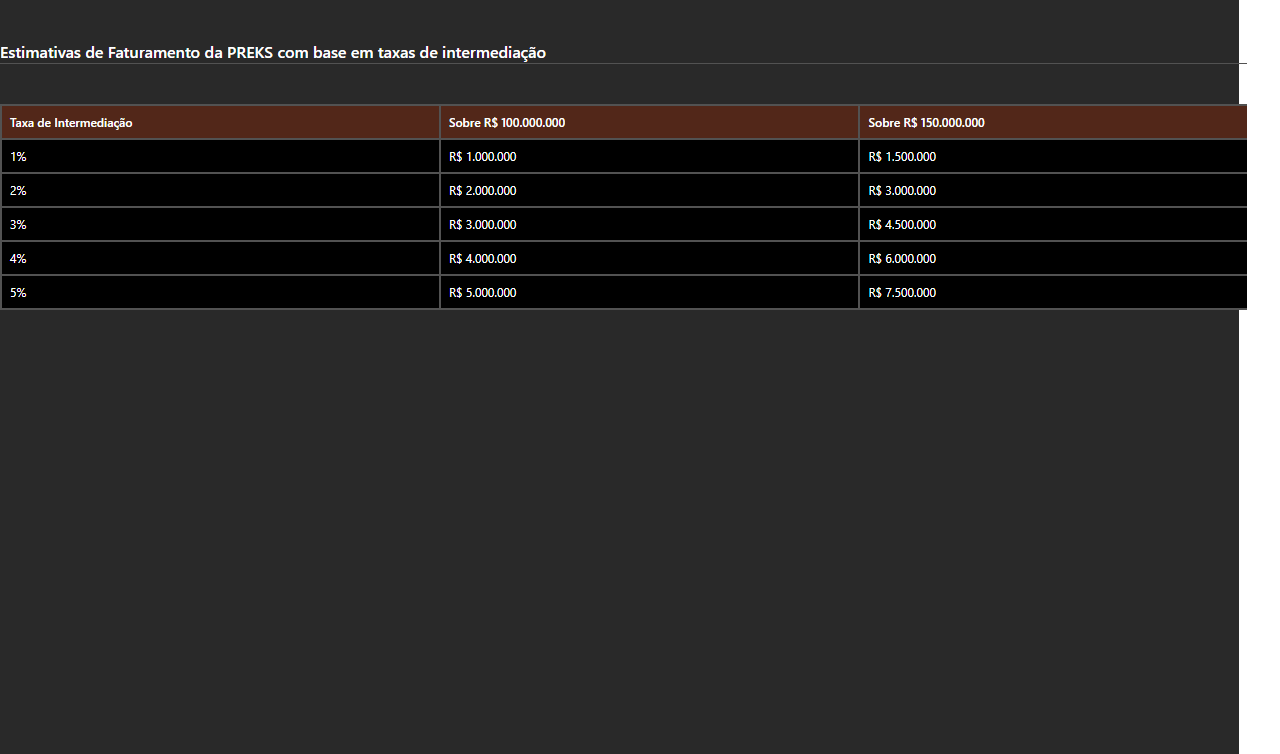 Estimativas de Faturamento da PREKS com base em taxas de intermediação
Taxa de Intermediação Sobre R$ 100.000.000 Sobre R$ 150.000.000
1% R$ 1.000.000 R$ 1.500.000
2% R$ 2.000.000 R$ 3.000.000
3% R$ 3.000.000 R$ 4.500.000
4% R$ 4.000.000 R$ 6.000.000
5% R$ 5.000.000 R$ 7.500.000